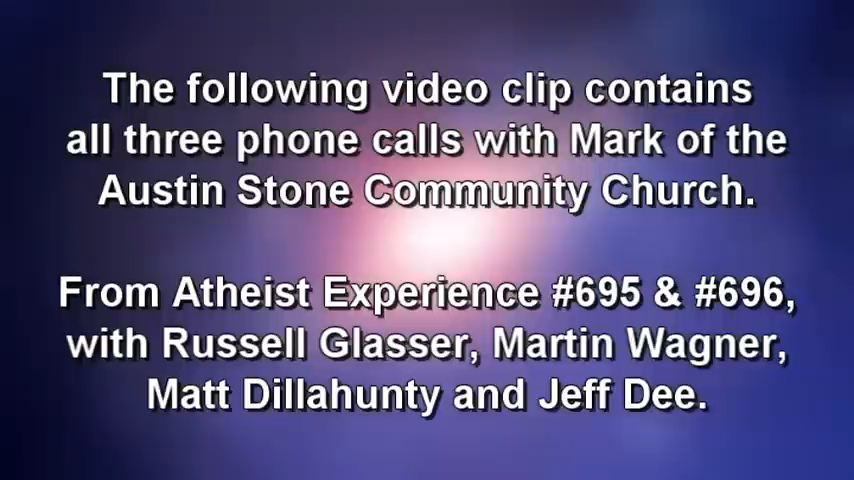 The following video clip contains
all three phone calls with Mark of the
Austin Stone Community Church.
From Atheist Experience #695 & #696,
with Russell Glasser, Martin Wagner,
Matt Dillahunty and Jeff Dee.